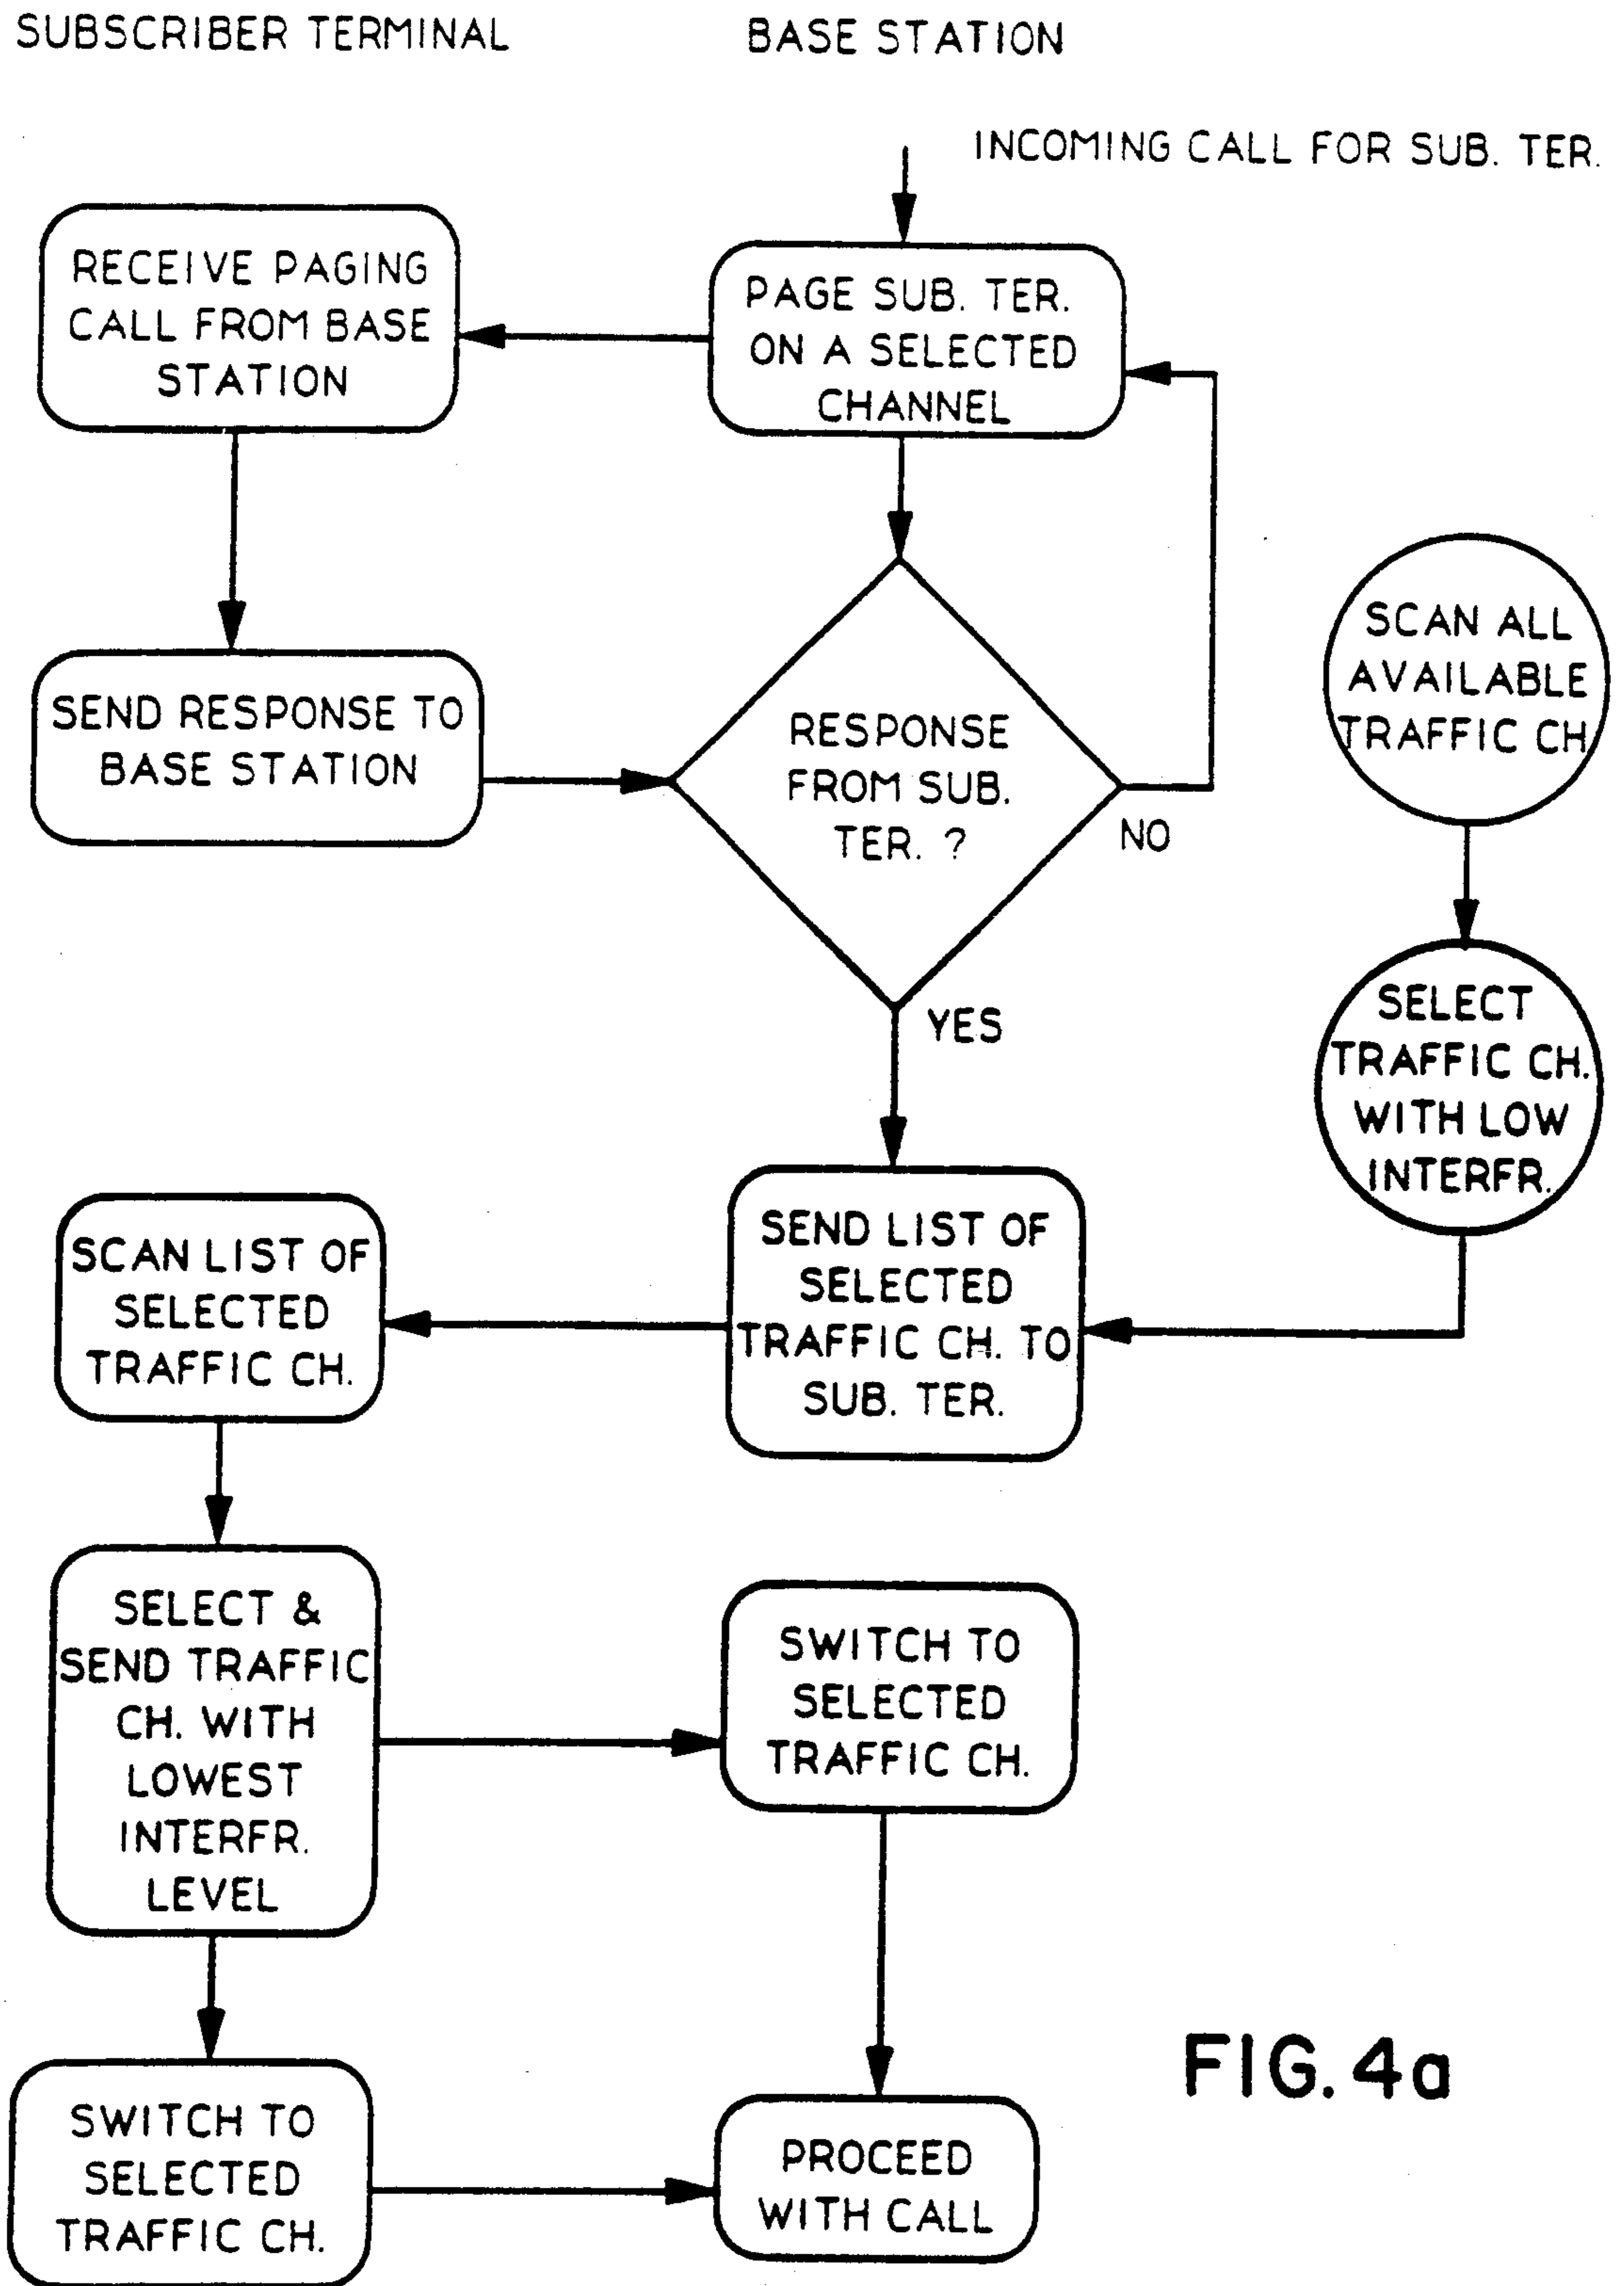 SUBSCRIBER TERMINAL
BASE STATION
INCOMING CALL FOR SUB. TER.
RECEIVE PAGING
CALL FROM BASE
STATION
PAGE SUB. TER.
ON A SELECTED
CHANNEL
SEND RESPONSE TO
BASE STATION
RESPONSE
FROM SUB.
TER. ?
NO
YES
SCAN ALL
AVAILABLE
TRAFFIC CH
SELECT
TRAFFIC CH.
WITH LOW
INTERFR.
SEND LIST OF
SELECTED
TRAFFIC CH. TO
SUB. TER.
SCAN LIST OF
SELECTED
TRAFFIC CH.
SELECT &
SEND TRAFFIC
CH. WITH
LOWEST
INTERFR.
LEVEL
SWITCH TO
SELECTED
TRAFFIC CH.
SWITCH TO
SELECTED
TRAFFIC CH.
PROCEED
WITH CALL
FIG. 4a